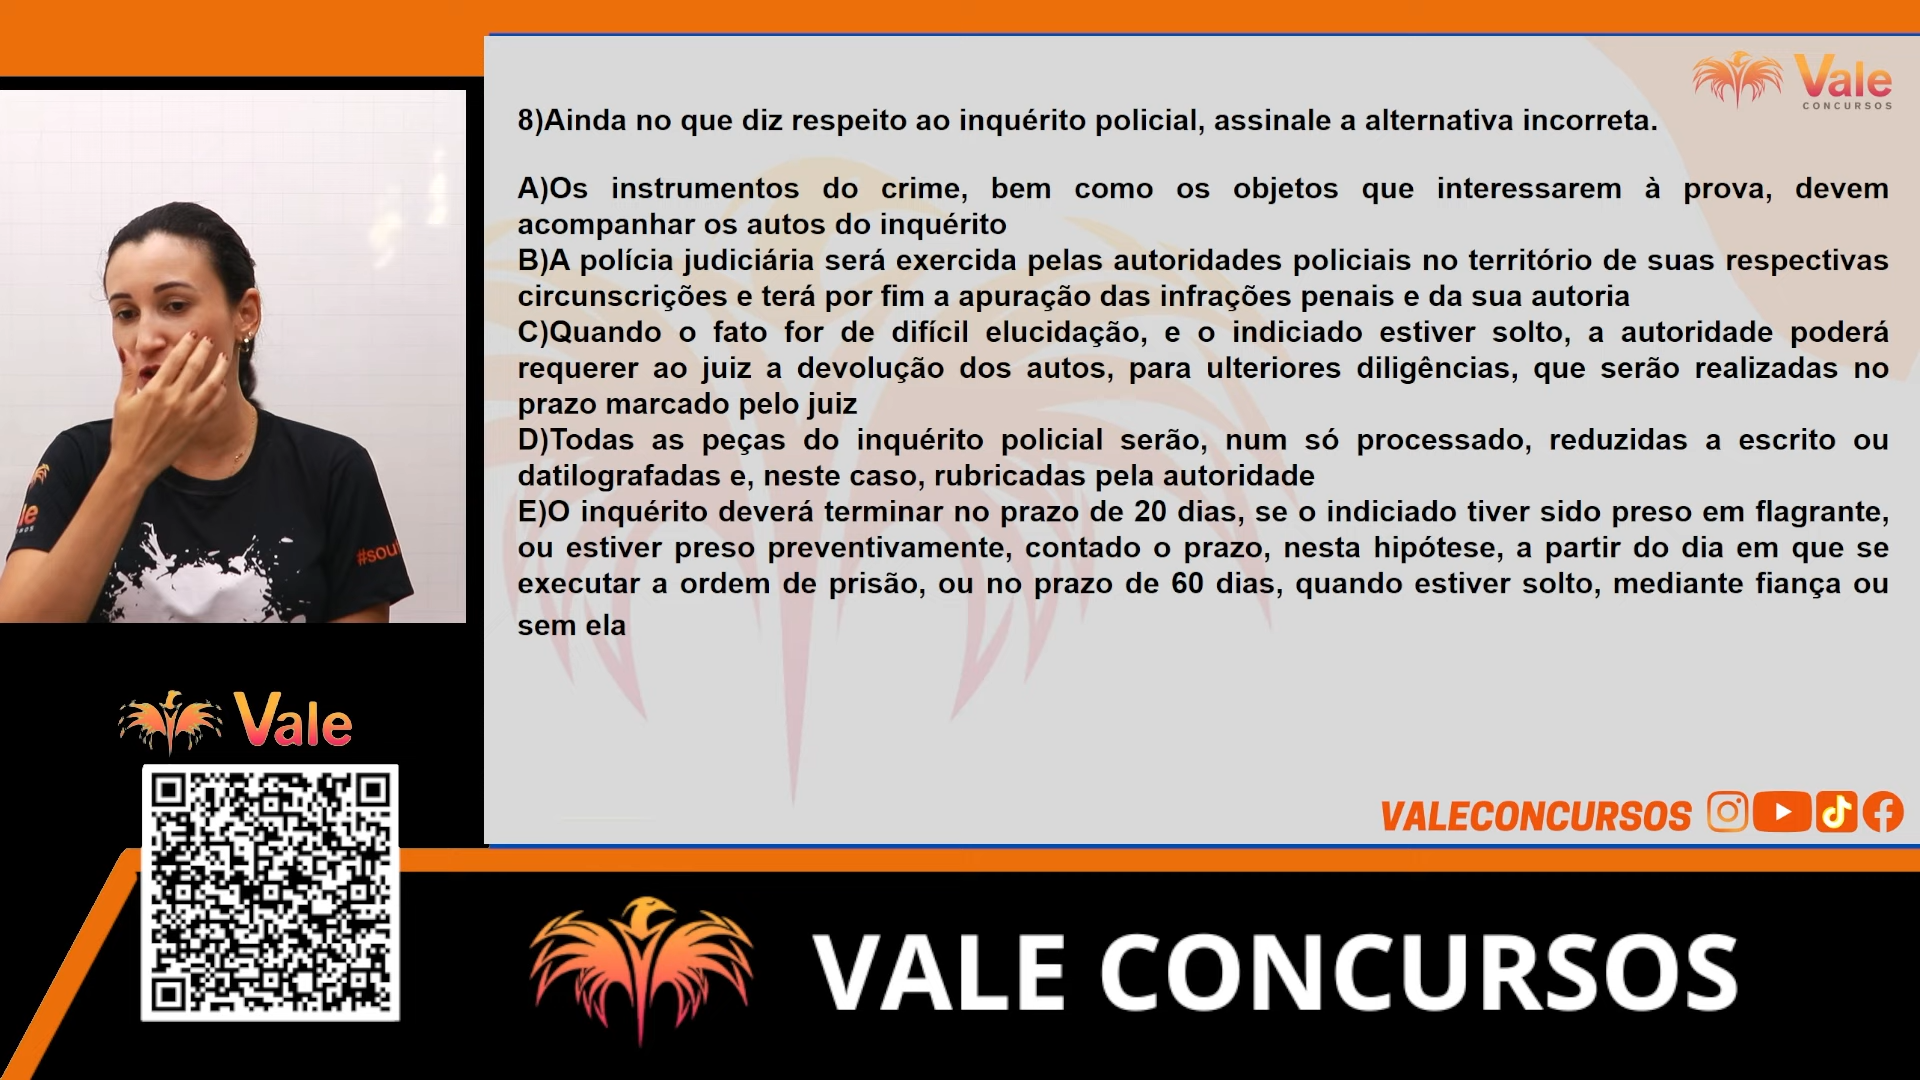 Vale
CONCURSOS
8)Ainda no que diz respeito ao inquérito policial, assinale a alternativa incorreta.
A)Os instrumentos do crime, bem como os objetos que interessarem à prova, devem
acompanhar os autos do inquérito
B)A polícia judiciária será exercida pelas autoridades policiais no território de suas respectivas
circunscrições e terá por fim a apuração das infrações penais e da sua autoria
C)Quando o fato for de difícil elucidação, e o indiciado estiver solto, a autoridade poderá
requerer ao juiz a devolução dos autos, para ulteriores diligências, que serão realizadas no
prazo marcado pelo juiz
D)Todas as peças do inquérito policial serão, num só processado, reduzidas a escrito ou
datilografadas e, neste caso, rubricadas pela autoridade
E)O inquérito deverá terminar no prazo de 20 dias, se o indiciado tiver sido preso em flagrante,
ou estiver preso preventivamente, contado o prazo, nesta hipótese, a partir do dia em que se
executar a ordem de prisão, ou no prazo de 60 dias, quando estiver solto, mediante fiança ou
sem ela
#sou
Vale
VALECONCURSOS
VALE CONCURSOS